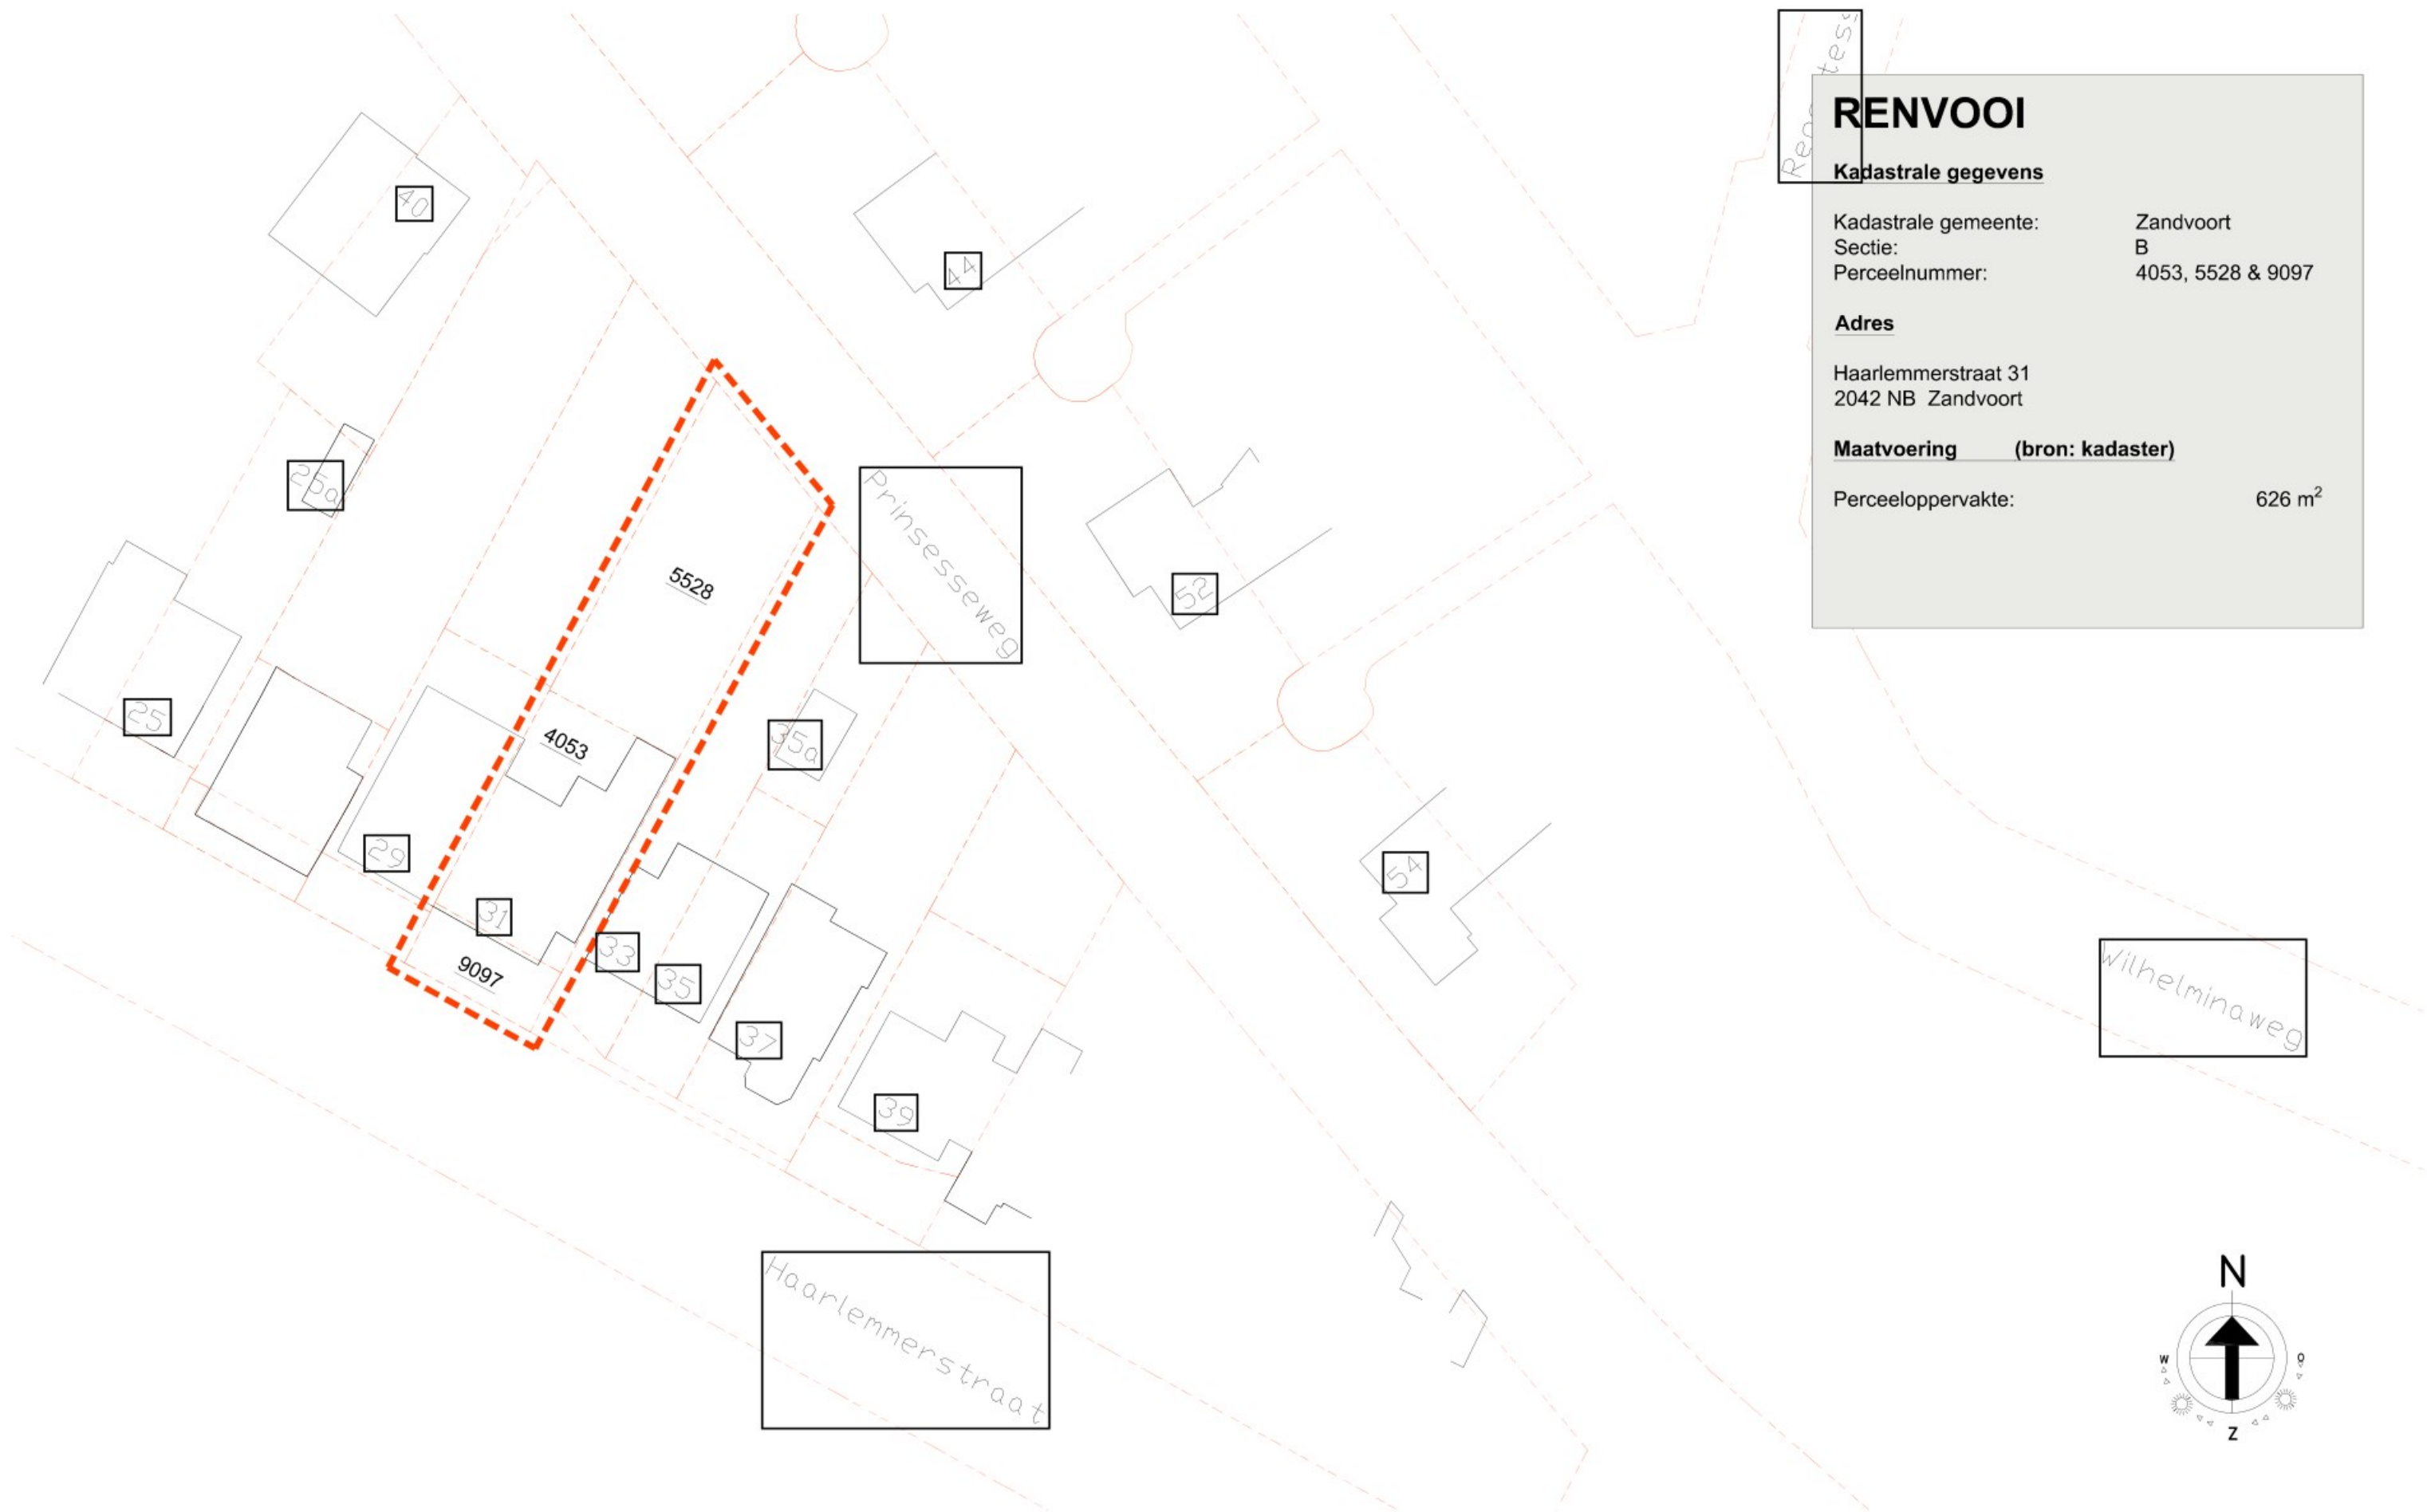 RENVOOI
Kadastrale gegevens
Kadastrale gemeente: Zandvoort
Sectie: B
Perceelnummer: 4053, 5528 & 9097
Adres
Haarlemmerstraat 31
2042 NB Zandvoort
Maatvoering (bron: kadaster)
Perceeloppervakte: 626 m²
40
44
25a
Prinsesseweg
5528
52
25
4053
35a
29
31
54
33
9097
35
37
39
Wilhelminaweg
Haarlemmerstraat
N
W
O
Z